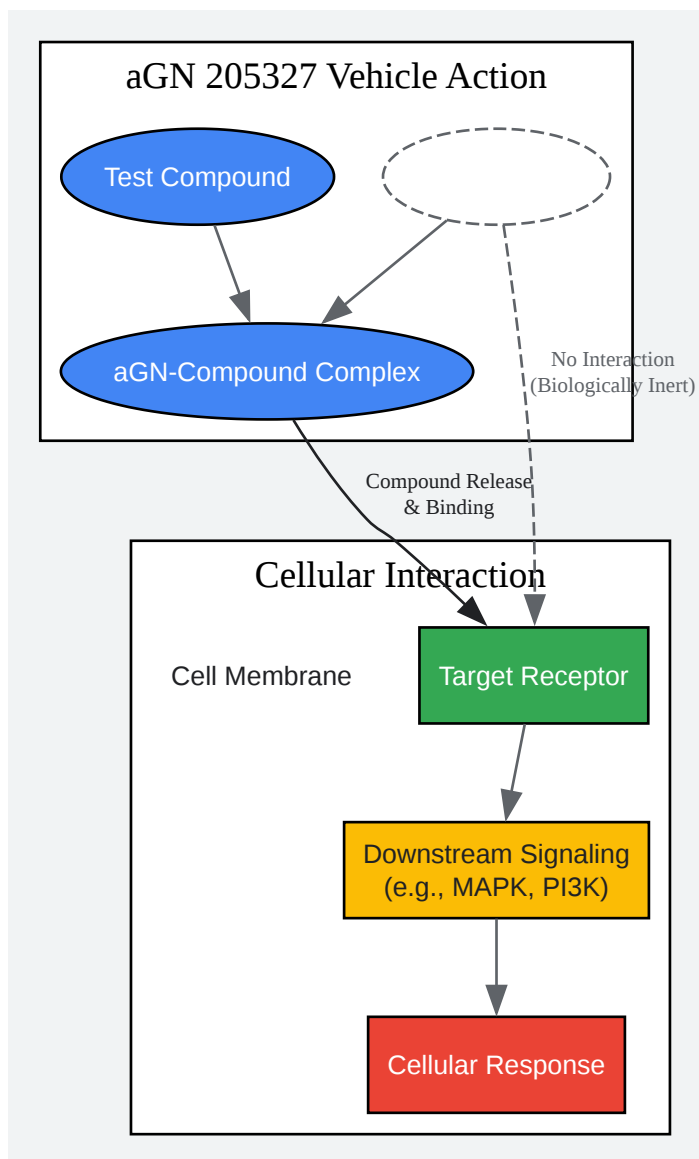 aGN 205327 Vehicle Action
Test Compound
aGN-Compound Complex
No Interaction
(Biologically Inert)
Compound Release
& Binding
Cellular Interaction
Cell Membrane
Target Receptor
Downstream Signaling
(e.g., MAPK, PI3K)
Cellular Response